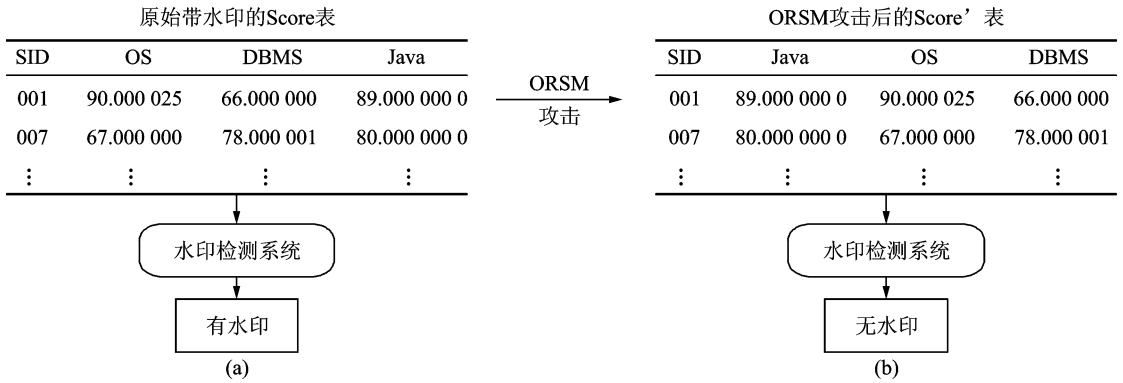 原始带水印的Score表
SID OS DBMS Java
001 90.000 025 66.000 000 89.000 000 0
007 67.000 000 78.000 001 80.000 000 0
⋮ ⋮ ⋮ ⋮
水印检测系统
有水印
(a)
ORSM
攻击
ORSM攻击后的Score’表
SID Java OS DBMS
001 89.000 000 0 90.000 025 66.000 000
007 80.000 000 0 67.000 000 78.000 001
⋮ ⋮ ⋮ ⋮
水印检测系统
无水印
(b)